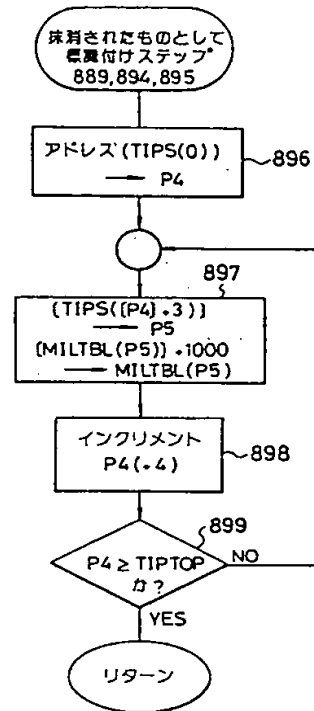 抹消されたものとして
標識付けステップ
889,894,895
アドレス(TIPS(0))
→ P4
896
897
(TIPS([P4]+3)]
→ P5
[MILTBL(P5)]+1000
→ MILTBL(P5)
インクリメント
P4(+4)
898
899
P4≥TIPTOP
か?
NO
YES
リターン